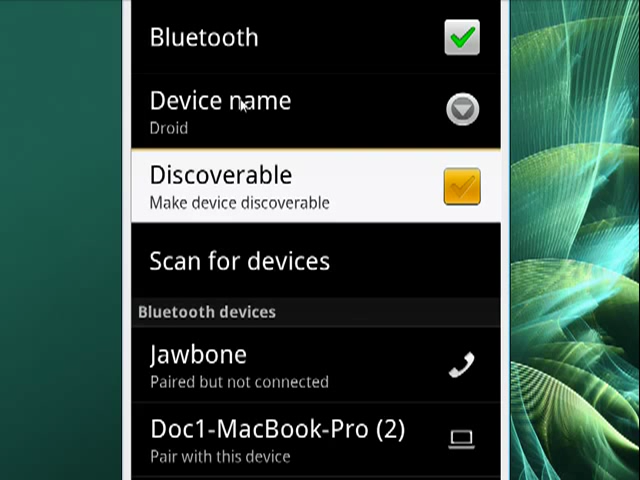 Bluetooth
Device name
Droid
Discoverable
Make device discoverable
Scan for devices
Bluetooth devices
Jawbone
Paired but not connected
Doc1-MacBook-Pro (2)
Pair with this device